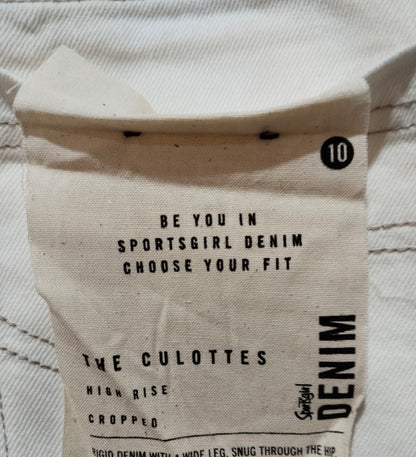 10
BE YOU IN
SPORTSGIRL DENIM
CHOOSE YOUR FIT
THE CULOTTES
HIGH RISE
CROPPED
Sportsgirl
DENIM
RIGID DENIM WITH A WIDE LEG, SNUG THROUGH THE HIP